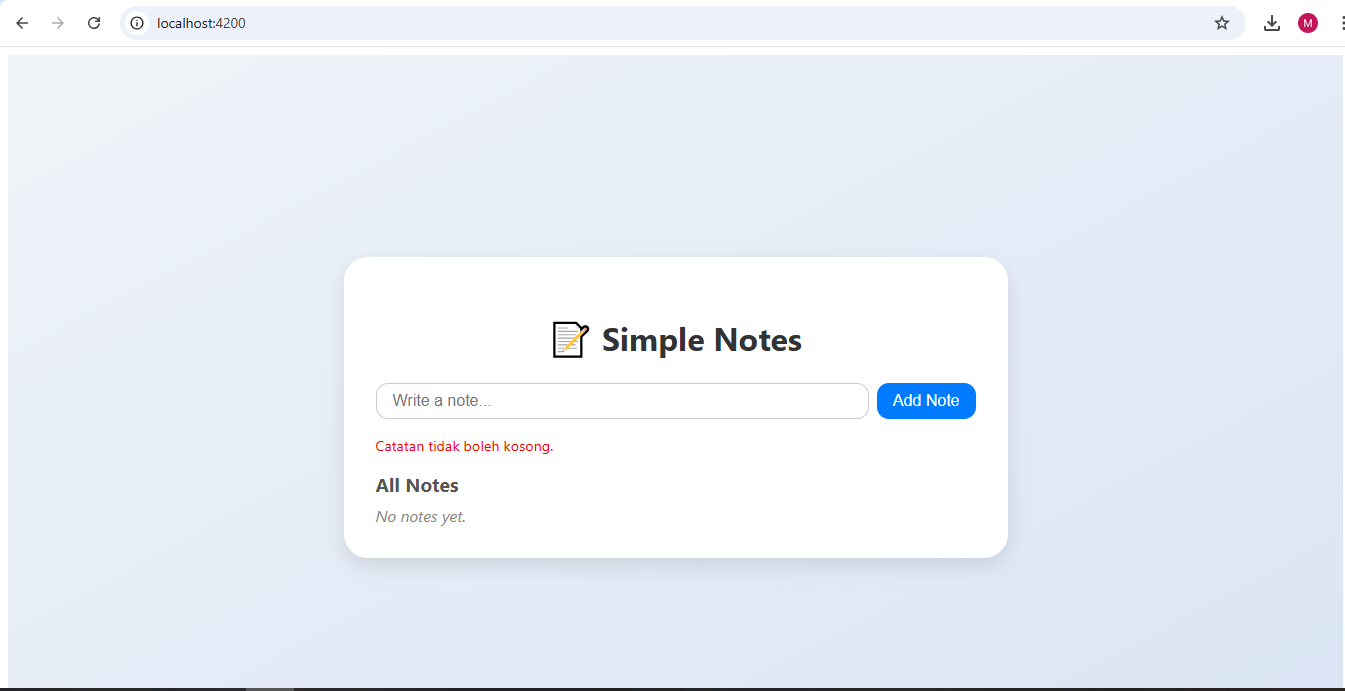 localhost:4200
M
Simple Notes
Write a note... Add Note
Catatan tidak boleh kosong.
All Notes
No notes yet.